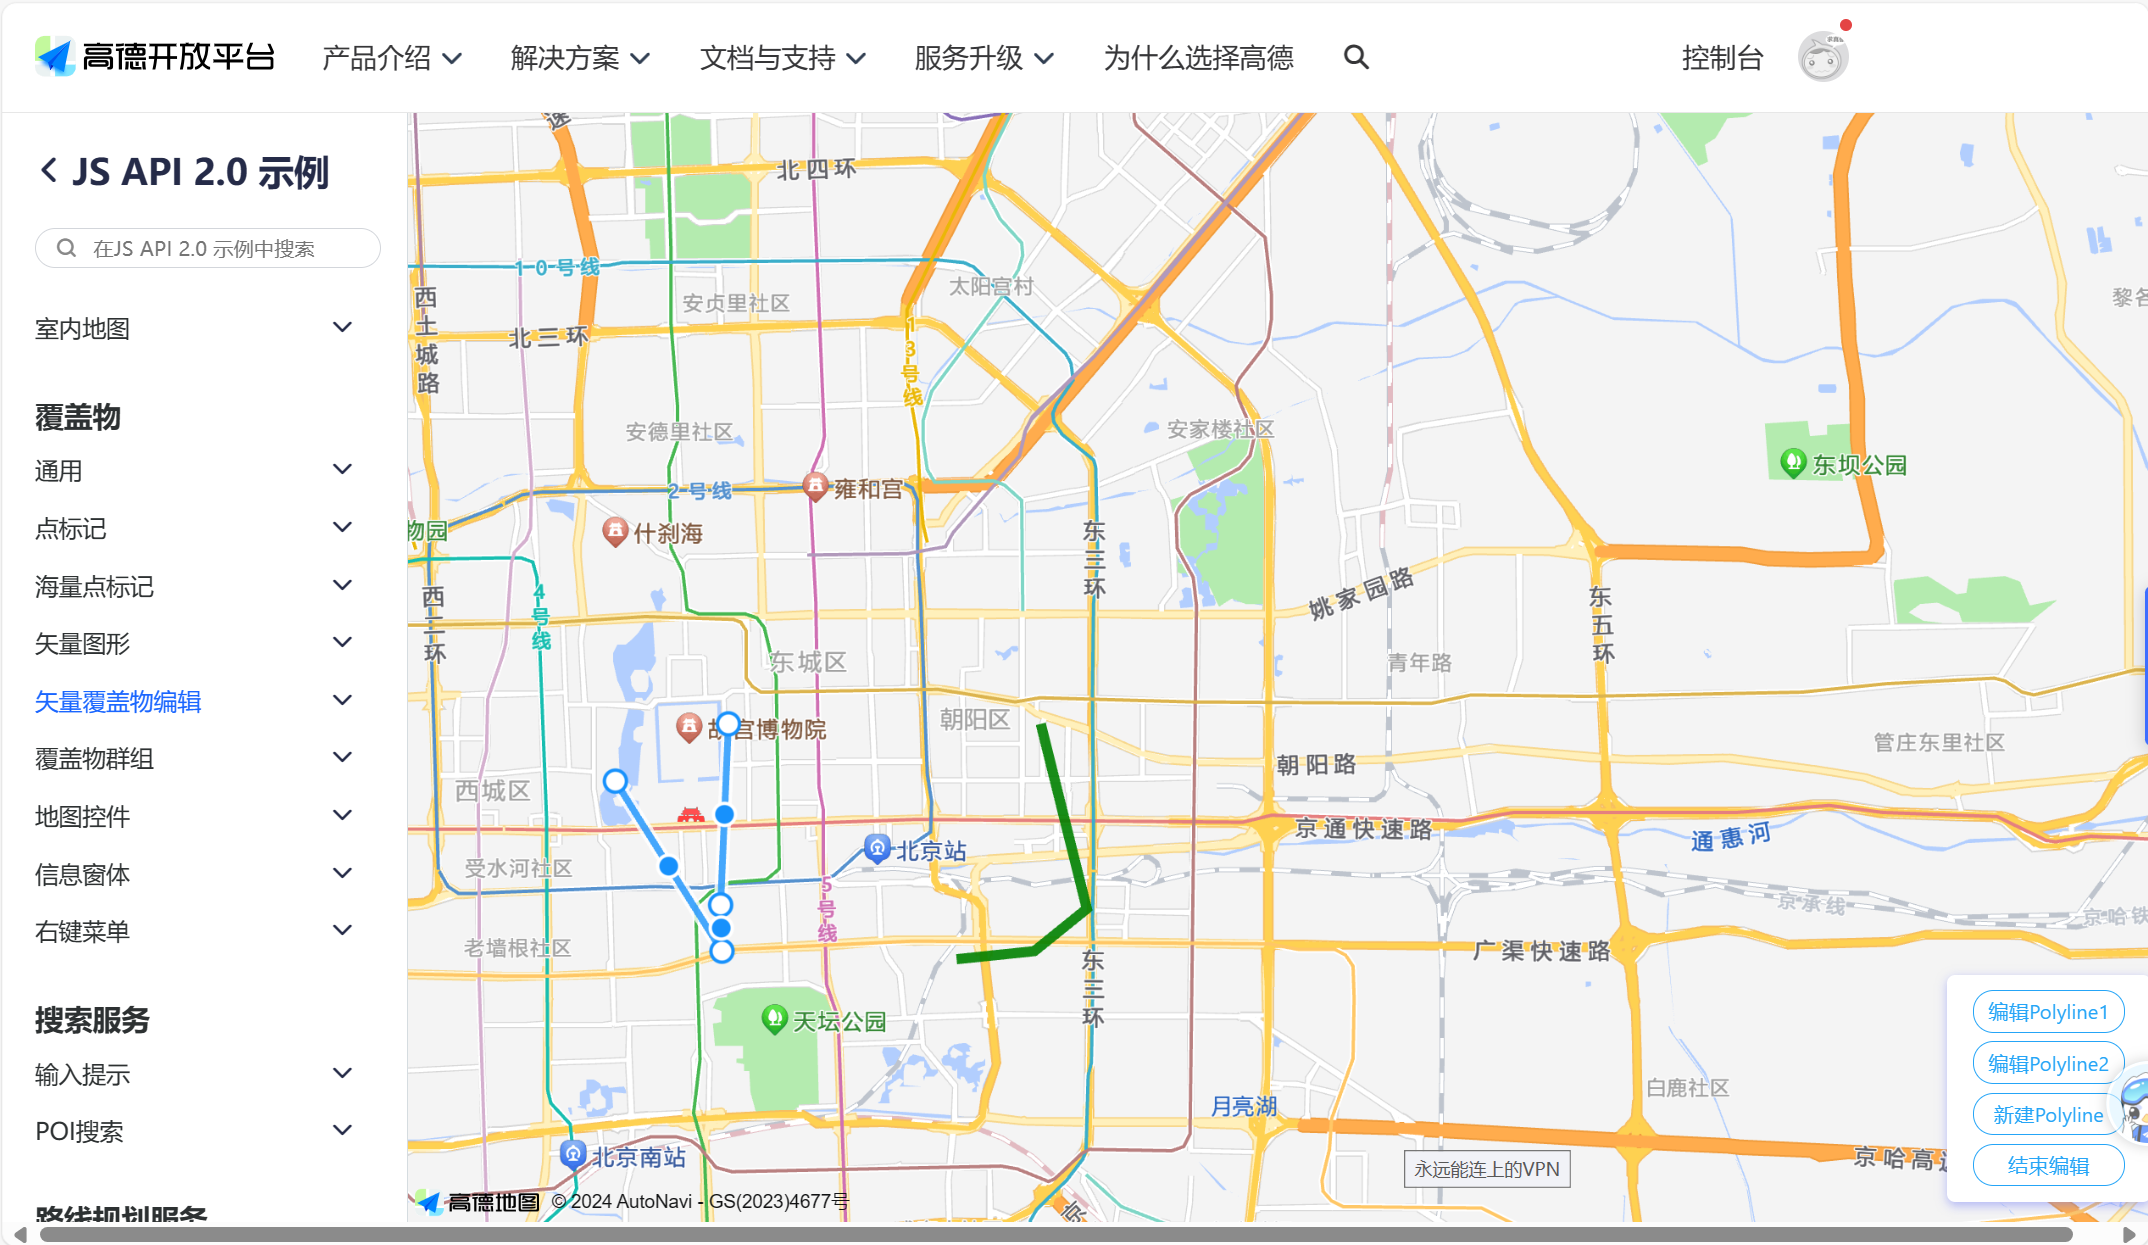 高德开放平台
产品介绍
解决方案
文档与支持
服务升级
为什么选择高德
控制台
JS API 2.0 示例
在JS API 2.0 示例中搜索
室内地图
覆盖物
通用
点标记
海量点标记
矢量图形
矢量覆盖物编辑
覆盖物群组
地图控件
信息窗体
右键菜单
搜索服务
输入提示
POI搜索
路线规划服务
北四环
10号线
太阳宫村
安贞里社区
西土城路
北三环
13号线
黎各
安德里社区
安家楼社区
东坝公园
2号线
雍和宫
物园
什刹海
东三环
姚家园路
4号线
西二环
东五环
东城区
青年路
朝阳区
故宫博物院
管庄东里社区
朝阳路
西城区
京通快速路
通惠河
北京站
受水河社区
5号线
京承线
京哈铁
老墙根社区
广渠快速路
东三环
天坛公园
白鹿社区
月亮湖
北京南站
京哈高速
京
永远能连上的VPN
高德地图
© 2024 AutoNavi - GS(2023)4677号
编辑Polyline1
编辑Polyline2
新建Polyline
结束编辑